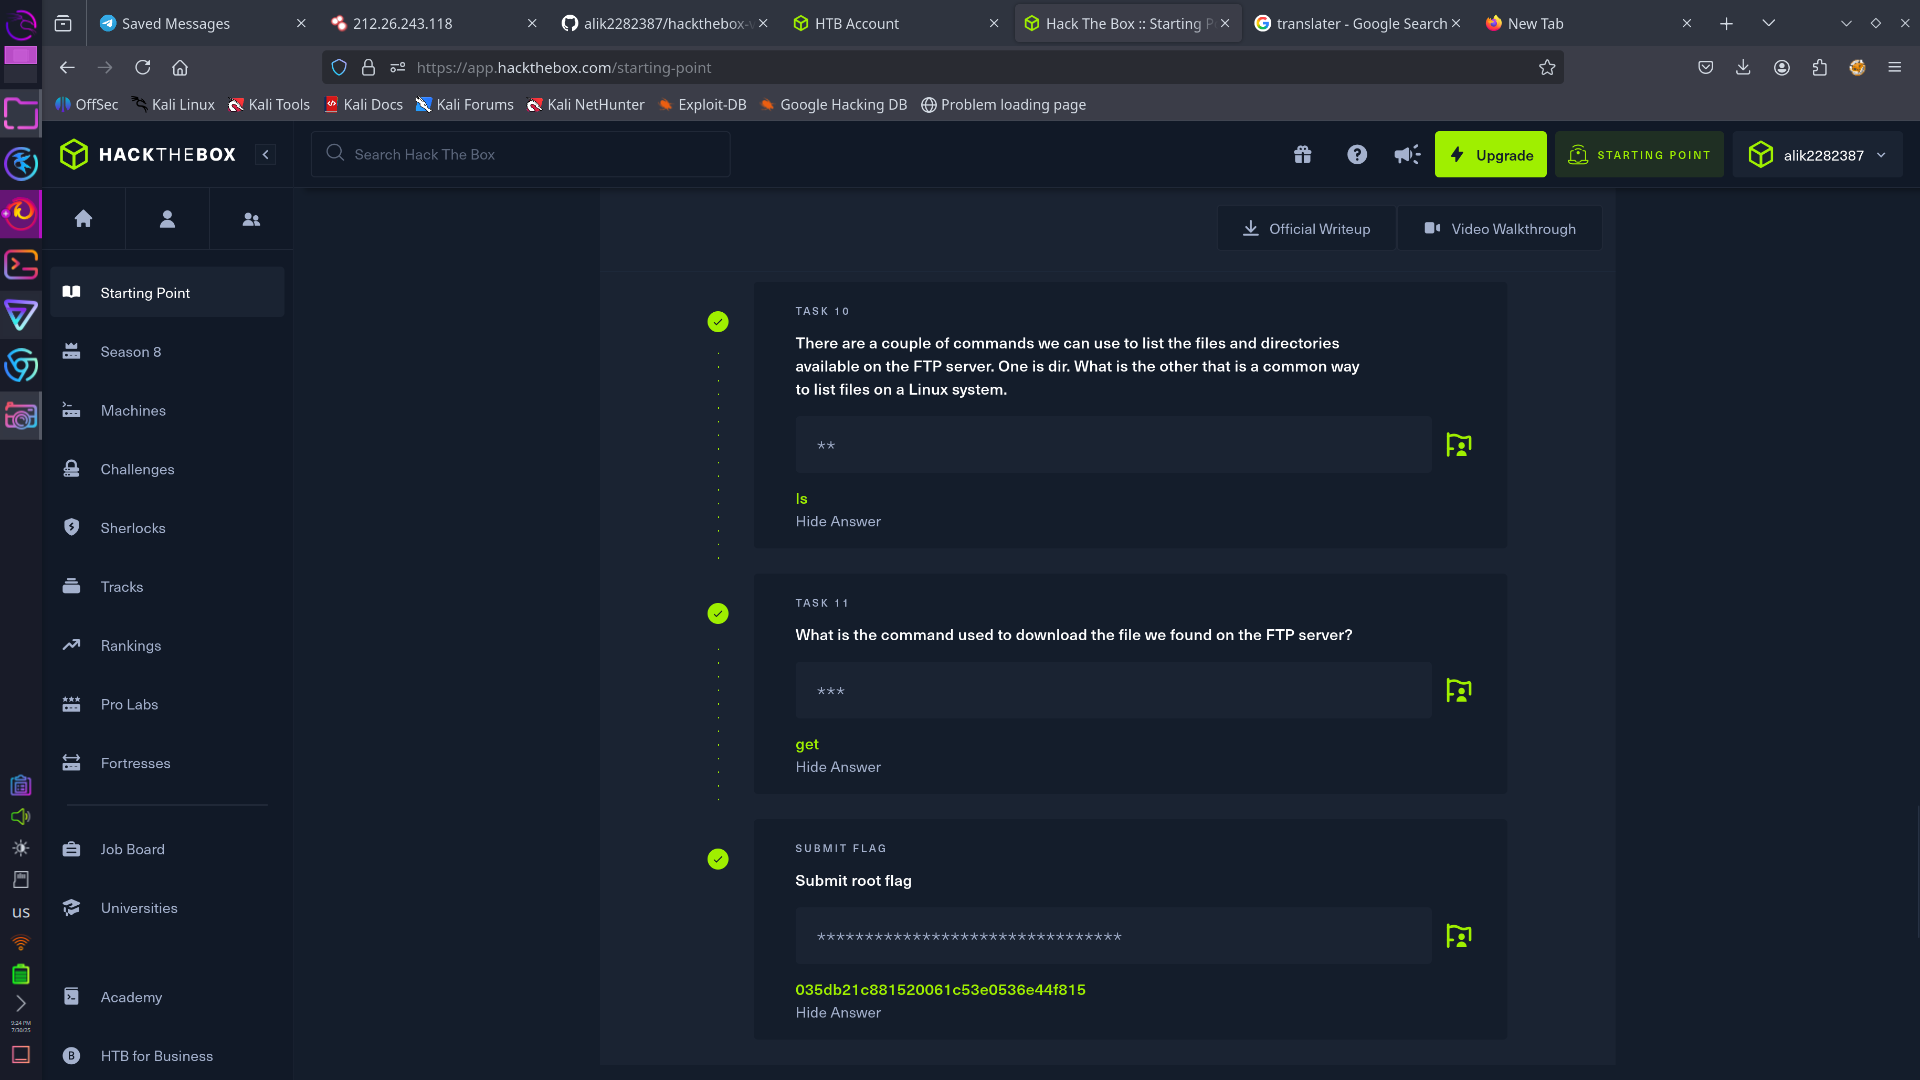 Saved Messages
212.26.243.118
alik2282387/hackthebox-
HTB Account
Hack The Box :: Starting P
translater - Google Search
New Tab
https://app.hackthebox.com/starting-point
OffSec
Kali Linux
Kali Tools
Kali Docs
Kali Forums
Kali NetHunter
Exploit-DB
Google Hacking DB
Problem loading page
HACKTHEBOX
Search Hack The Box
Upgrade
STARTING POINT
alik2282387
Official Writeup
Video Walkthrough
Starting Point
Season 8
Machines
Challenges
Sherlocks
Tracks
Rankings
Pro Labs
Fortresses
Job Board
Universities
Academy
HTB for Business
TASK 10
There are a couple of commands we can use to list the files and directories
available on the FTP server. One is dir. What is the other that is a common way
to list files on a Linux system.
**
ls
Hide Answer
TASK 11
What is the command used to download the file we found on the FTP server?
***
get
Hide Answer
SUBMIT FLAG
Submit root flag
********************************
035db21c881520061c53e0536e44f815
Hide Answer
us
9:24 PM
7/30/25